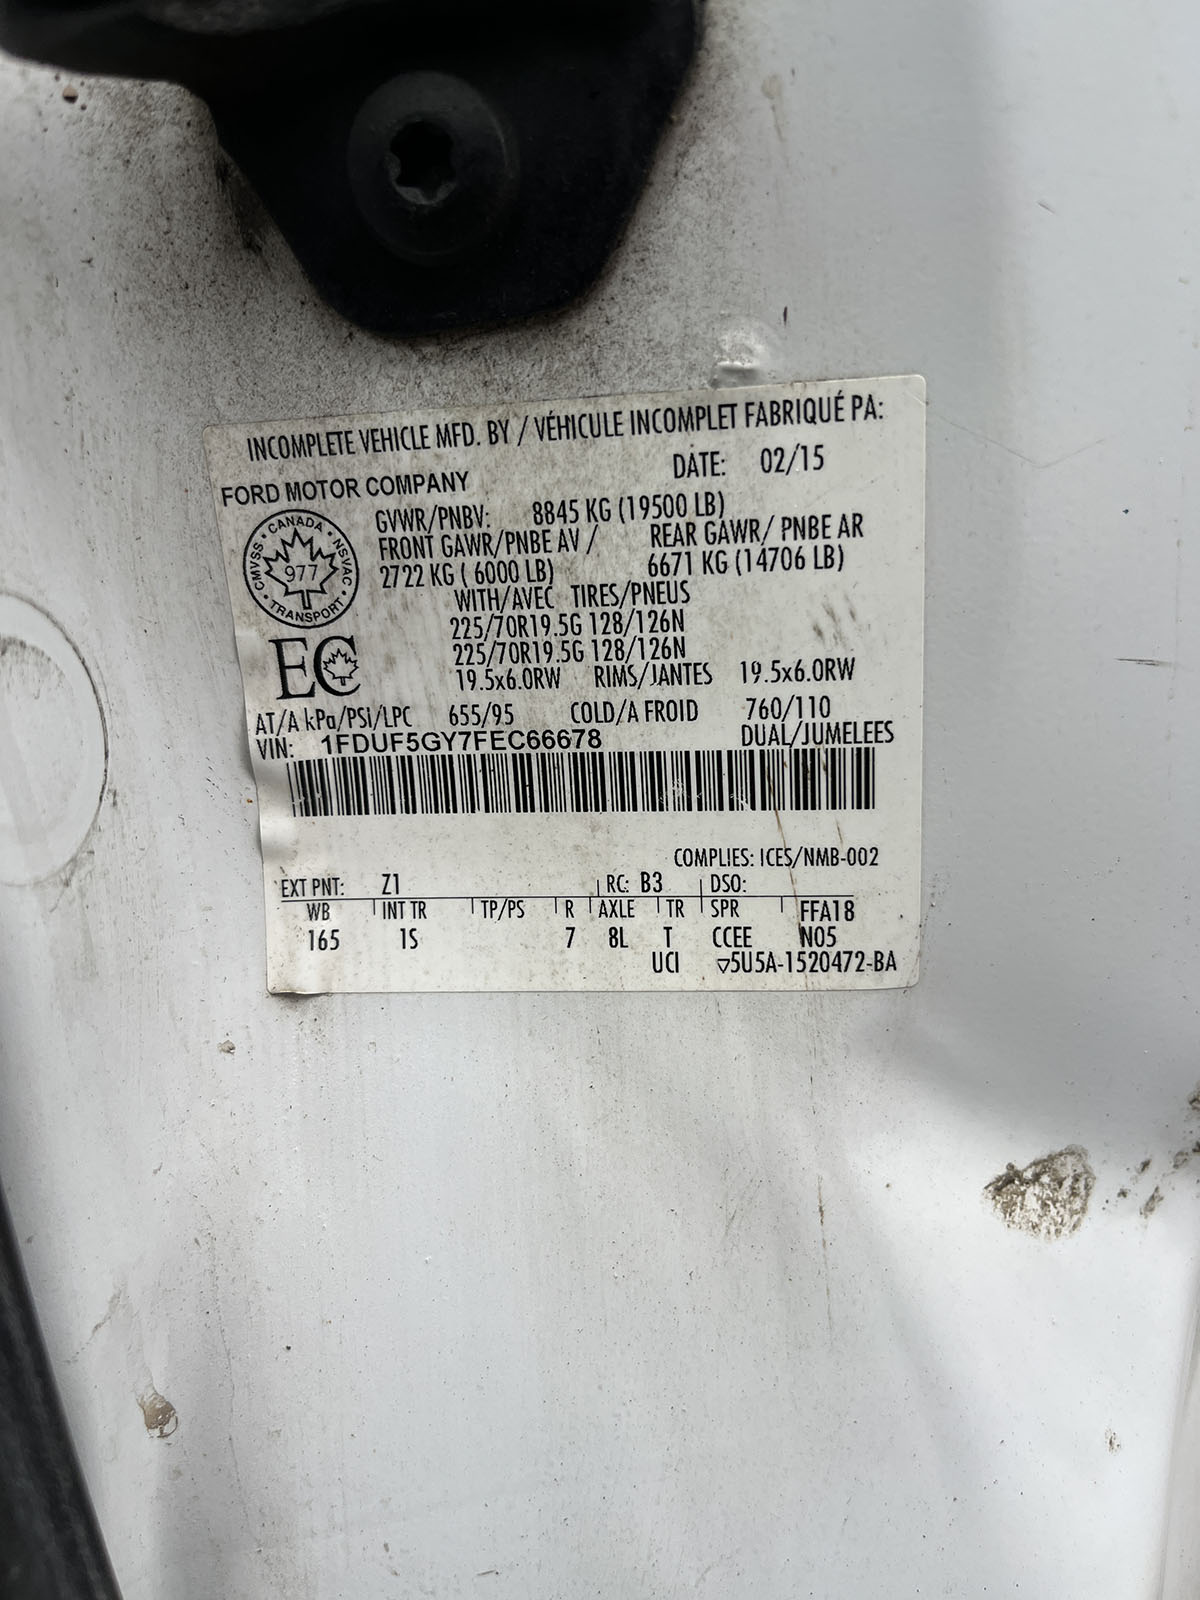 INCOMPLETE VEHICLE MFD. BY / VÉHICULE INCOMPLET FABRIQUÉ PA:
FORD MOTOR COMPANY
DATE: 02/15
GVWR/PNBV: 8845 KG (19500 LB)
FRONT GAWR/PNBE AV / REAR GAWR/ PNBE AR
2722 KG ( 6000 LB) 6671 KG (14706 LB)
CANADA
CMVSS NSVAC
977
TRANSPORT
WITH/AVEC TIRES/PNEUS
225/70R19.5G 128/126N
225/70R19.5G 128/126N
EC
19.5x6.0RW RIMS/JANTES 19.5x6.0RW
AT/A kPa/PSI/LPC 655/95 COLD/A FROID 760/110
VIN: 1FDUF5GY7FEC66678 DUAL/JUMELEES
COMPLIES: ICES/NMB-002
EXT PNT: Z1 RC: B3 DSO:
WB INT TR TP/PS R AXLE TR SPR FFA18
165 1S 7 8L T CCEE N05
UCI ▽5U5A-1520472-BA